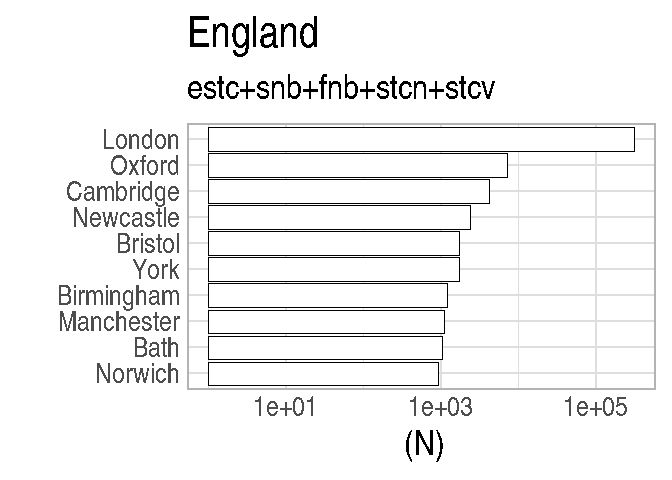 England
estc+snb+fnb+stcn+stcv
London
Oxford
Cambridge
Newcastle
Bristol
York
Birmingham
Manchester
Bath
Norwich
1e+01 1e+03 1e+05
(N)